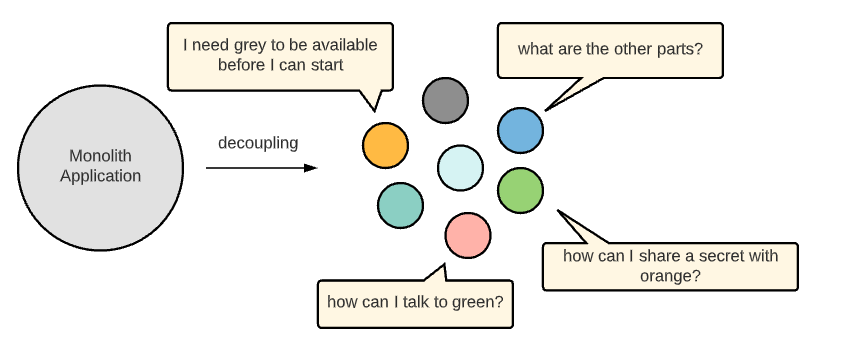 I need grey to be available
before I can start
what are the other parts?
Monolith
Application
decoupling
how can I share a secret with
orange?
how can I talk to green?